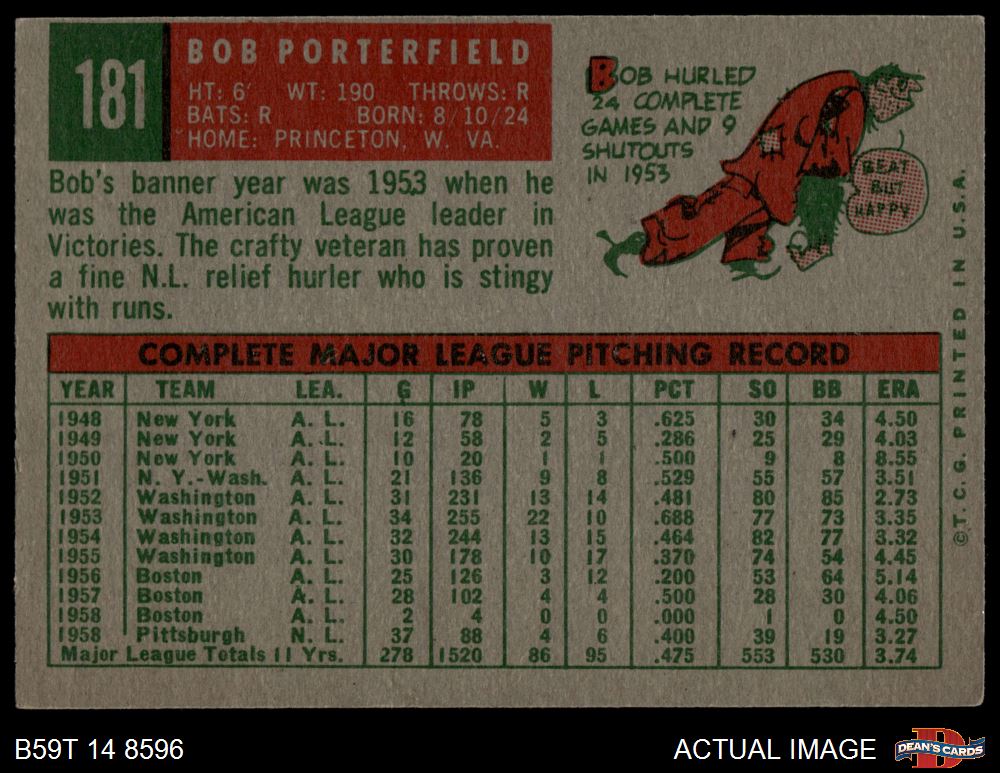 181
BOB PORTERFIELD
HT: 6' WT: 190 THROWS: R
BATS: R BORN: 8/10/24
HOME: PRINCETON, W. VA.
BOB HURLED
24 COMPLETE
GAMES AND 9
SHUTOUTS
IN 1953
BEAT
BUT
HAPPY
Bob's banner year was 1953 when he
was the American League leader in
Victories. The crafty veteran has proven
a fine N.L. relief hurler who is stingy
with runs.
COMPLETE MAJOR LEAGUE PITCHING RECORD
YEAR TEAM LEA. G IP W L PCT SO BB ERA
1948 New York A. L. 16 78 5 3 .625 30 34 4.50
1949 New York A. L. 12 58 2 5 .286 25 29 4.03
1950 New York A. L. 10 20 1 1 .500 9 8 8.55
1951 N. Y.-Wash. A. L. 21 136 9 8 .529 55 57 3.51
1952 Washington A. L. 31 231 13 14 .481 80 85 2.73
1953 Washington A. L. 34 255 22 10 .688 77 73 3.35
1954 Washington A. L. 32 244 13 15 .464 82 77 3.32
1955 Washington A. L. 30 178 10 17 .370 74 54 4.45
1956 Boston A. L. 25 126 3 12 .200 53 64 5.14
1957 Boston A. L. 28 102 4 4 .500 28 30 4.06
1958 Boston A. L. 2 4 0 0 .000 1 0 4.50
1958 Pittsburgh N. L. 37 88 4 6 .400 39 19 3.27
Major League Totals 11 Yrs. 278 1520 86 95 .475 553 530 3.74
©T. C. G. PRINTED IN U.S.A.
B59T 14 8596
ACTUAL IMAGE
D
DEAN'S CARDS